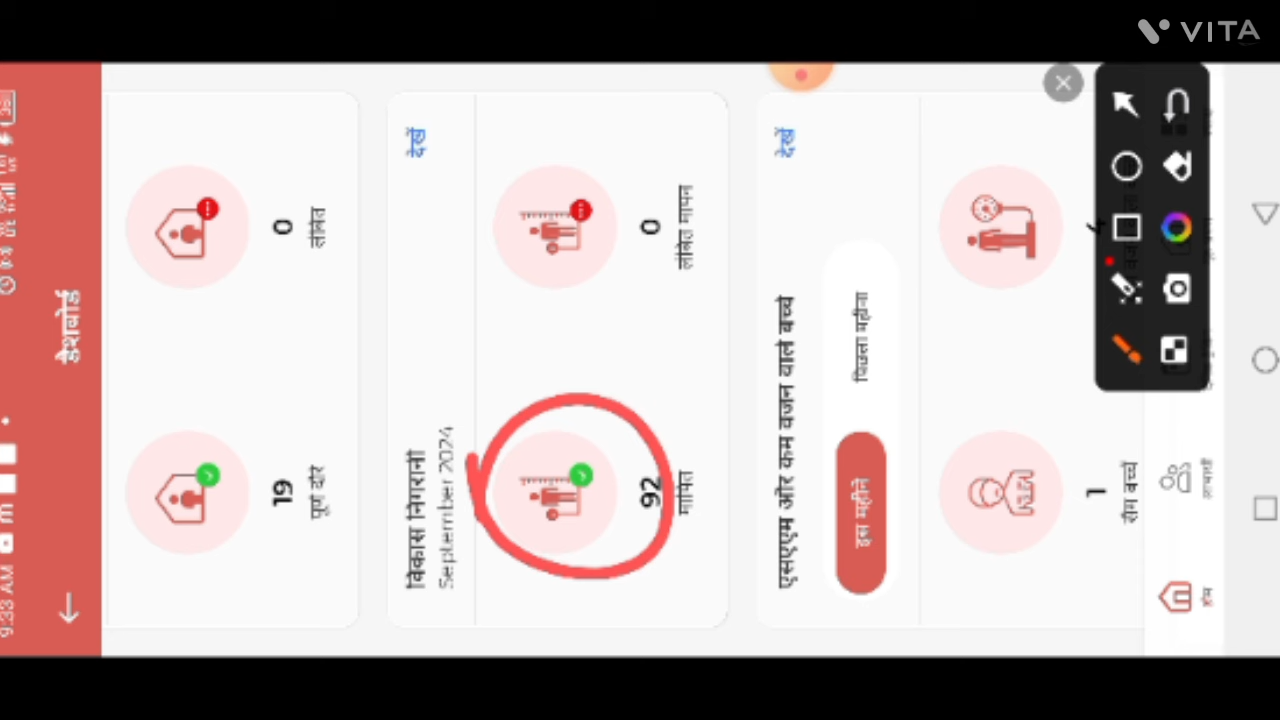 VITA
9:33 AM
डैशबोर्ड
19
पूर्ण दौरे
0
लंबित
विकास निगरानी
September 2024
देखें
92
मापित
0
लंबित मापन
एसएएम और कम वजन वाले बच्चे
देखें
इस महीने
पिछला महीना
1
होम
लाभार्थी